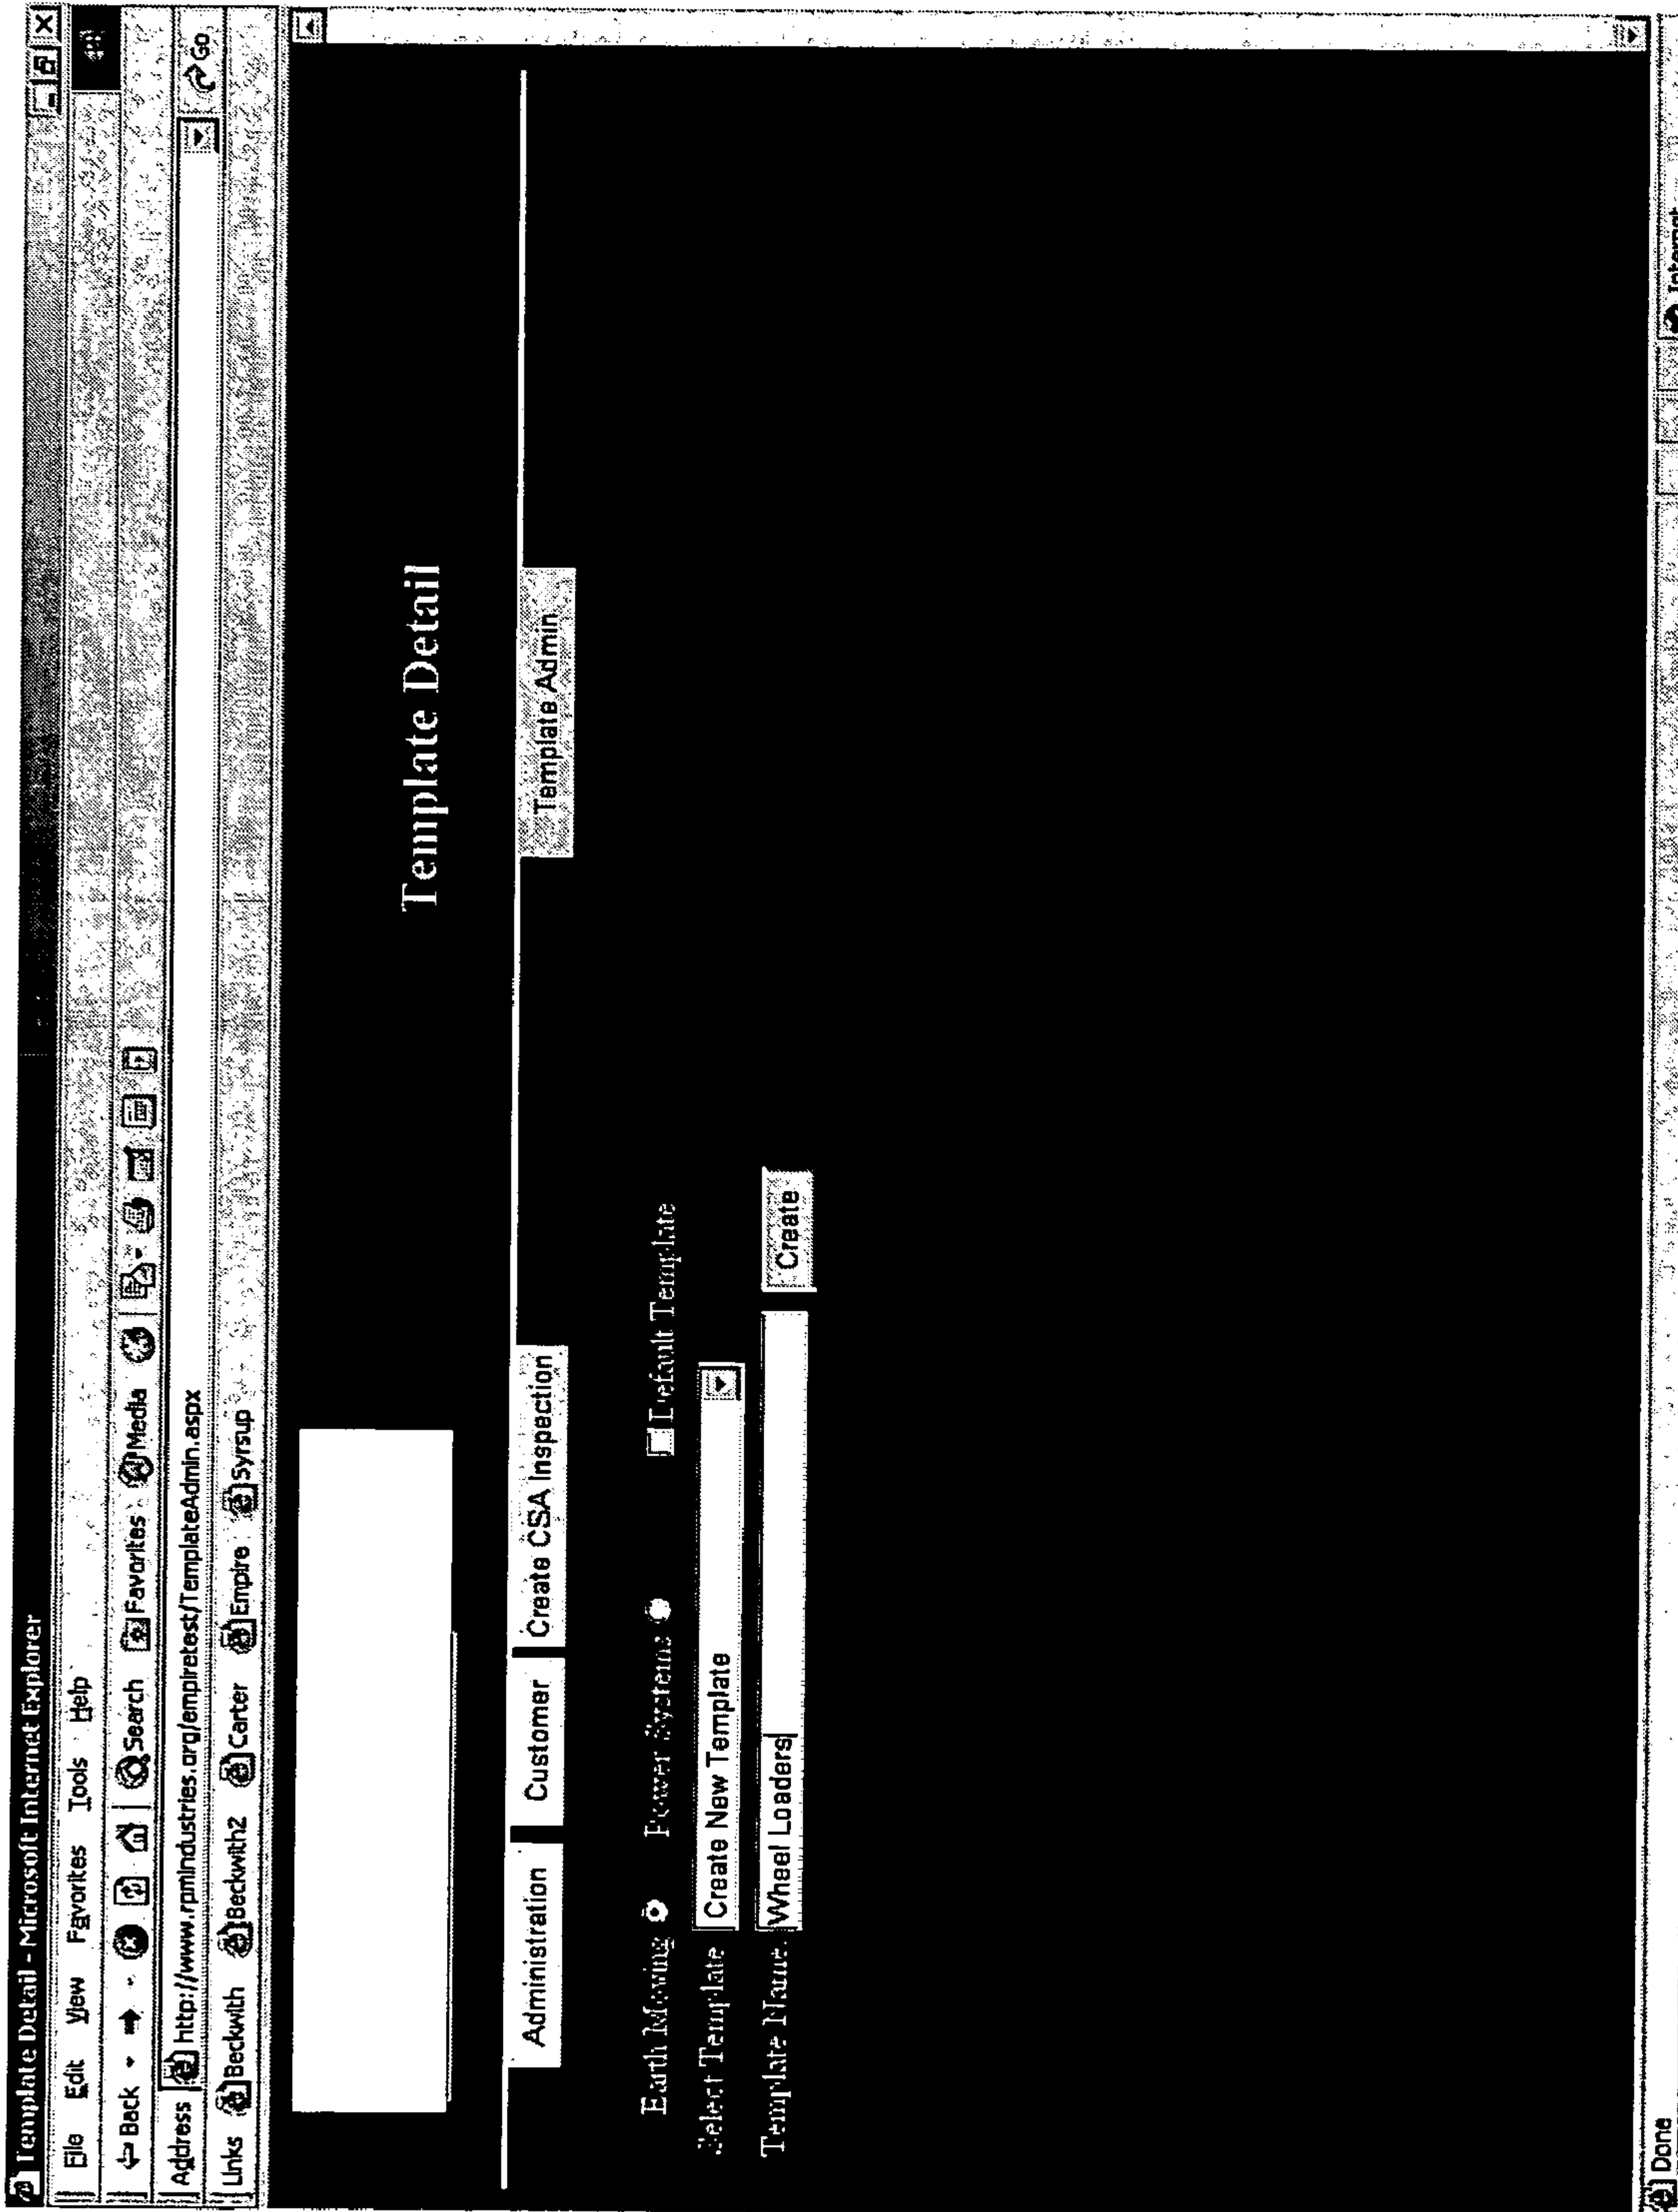 Template Detail - Microsoft Internet Explorer
File Edit View Favorites Tools Help
Back Search Favorites Media
Address http://www.rpmindustries.org/empiretest/TemplateAdmin.aspx Go
Links Beckwith Beckwith2 Carter Empire Syrsup
Template Detail
Administration Customer Create CSA Inspection Template Admin
Earth Moving Power Systems Default Template
Select Template Create New Template
Template Name: Wheel Loaders Create
Done Internet